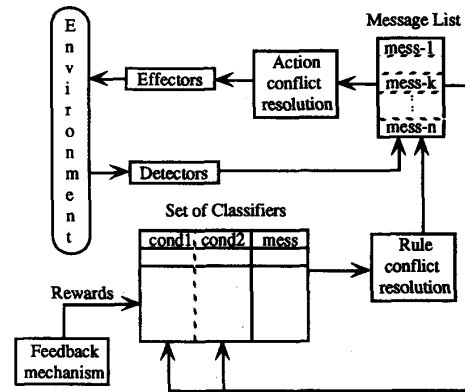 Environment
Message List
mess-1
mess-k
mess-n
Action
conflict
resolution
Effectors
Detectors
Set of Classifiers
cond1 cond2 mess
Rule
conflict
resolution
Rewards
Feedback
mechanism